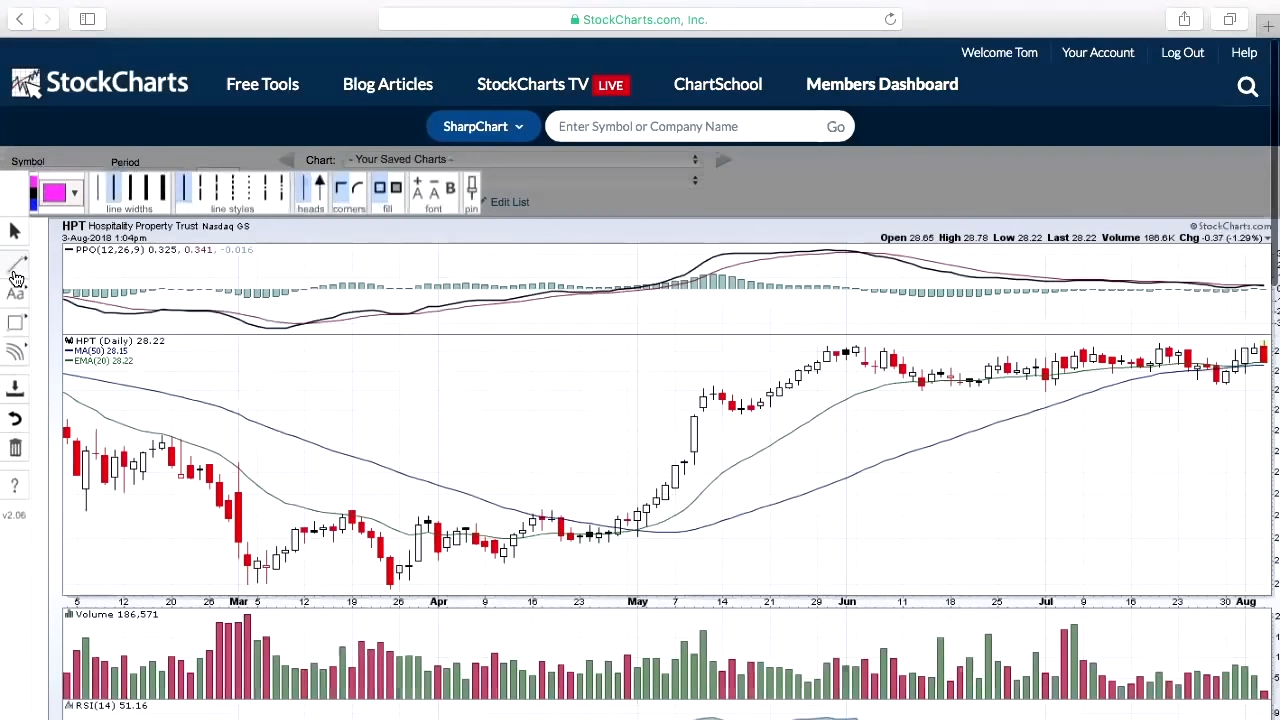 StockCharts.com, Inc.
Welcome Tom Your Account Log Out Help
StockCharts Free Tools Blog Articles StockCharts TV LIVE ChartSchool Members Dashboard
SharpChart Enter Symbol or Company Name Go
Symbol Period Chart: - Your Saved Charts -
Edit List
line widths line styles heads corners fill font pin
A A B
HPT Hospitality Property Trust Nasdaq GS © StockCharts.com
3-Aug-2018 1:04pm Open 28.65 High 28.78 Low 28.22 Last 28.22 Volume 186.6K Chg -0.37 (-1.29%)
PPO(12,26,9) 0.325, 0.341, -0.016
Aa
HPT (Daily) 28.22
MA(50) 28.15
EMA(20) 28.22
?
v2.06
5 12 20 26 Mar 5 12 19 26 Apr 9 16 23 May 7 14 21 29 Jun 11 18 25 Jul 9 16 23 30 Aug
Volume 186,571
RSI(14) 51.16